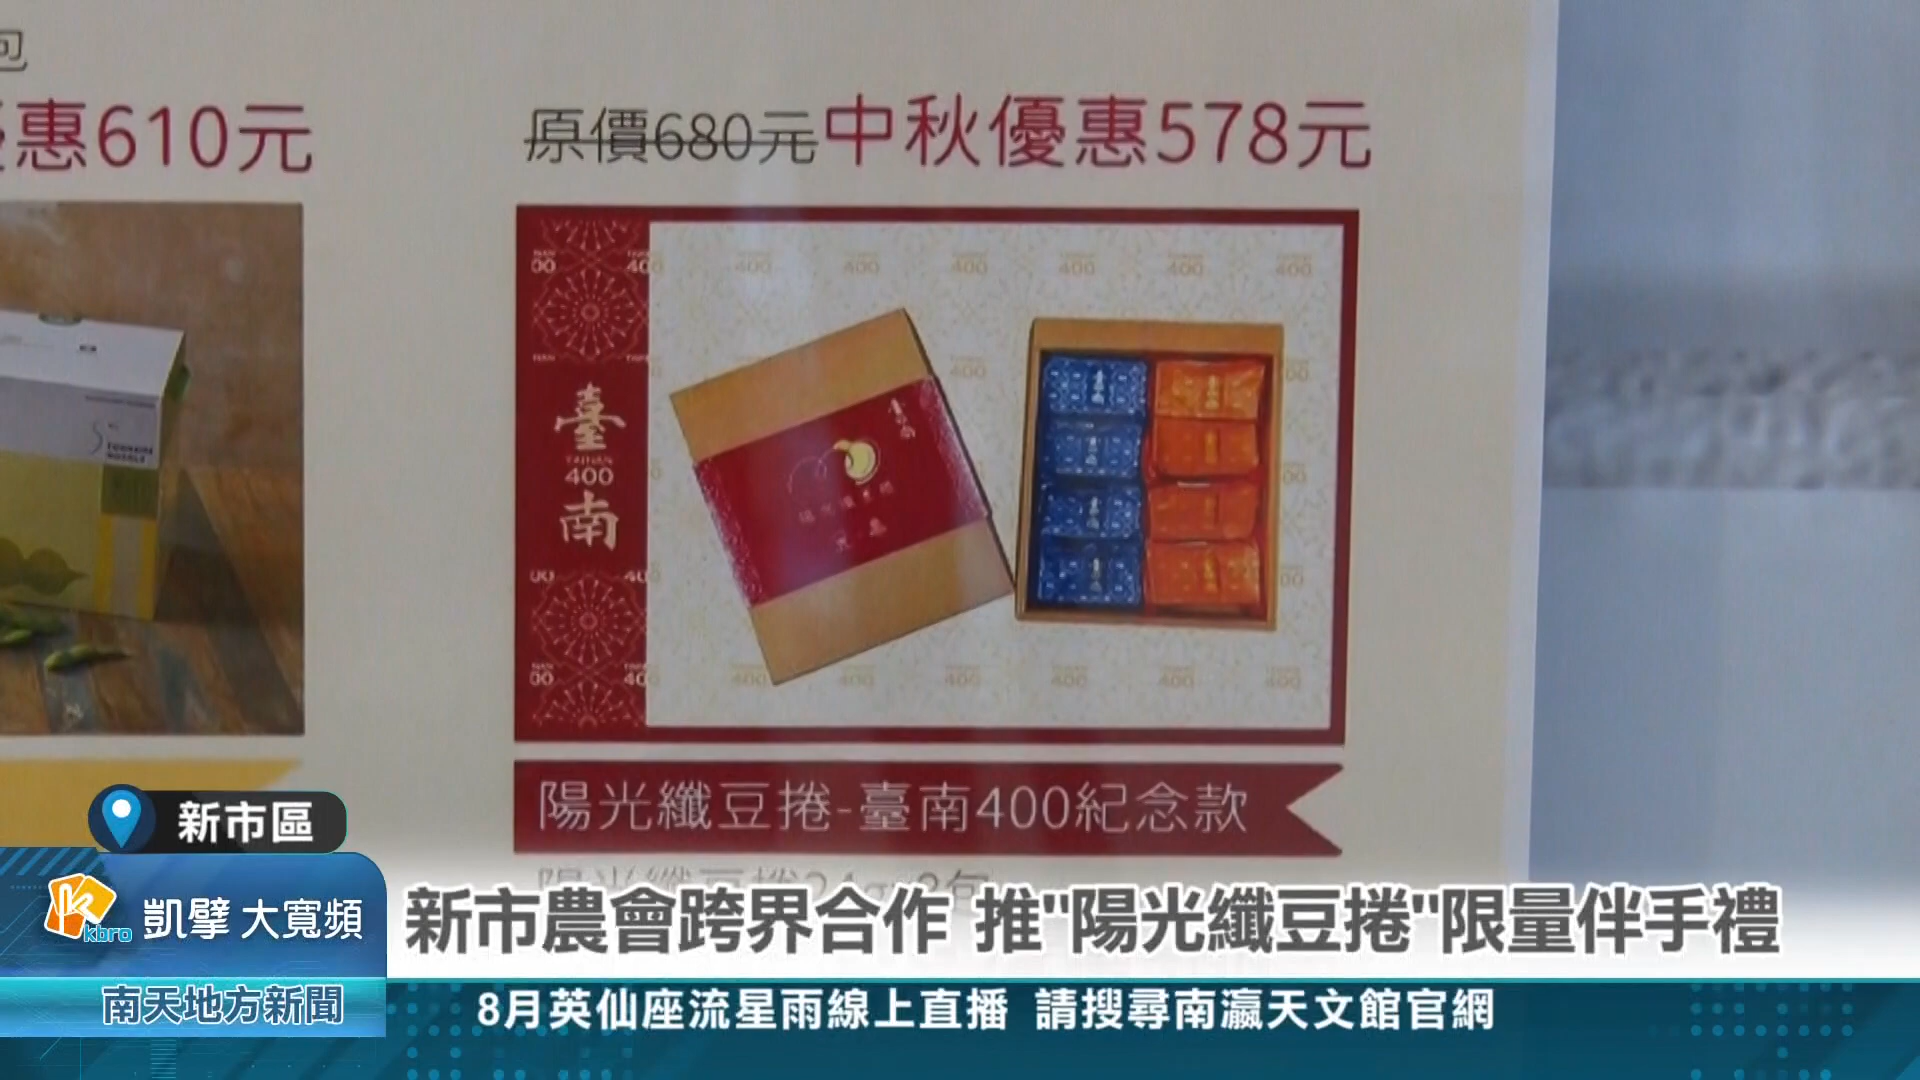 包
惠610元
原價680元中秋優惠578元
臺
TAINAN
400
南
陽光纖豆捲-臺南400紀念款
新市區
kbro 凱擘 大寬頻
新市農會跨界合作 推"陽光纖豆捲"限量伴手禮
南天地方新聞
8月英仙座流星雨線上直播 請搜尋南瀛天文館官網